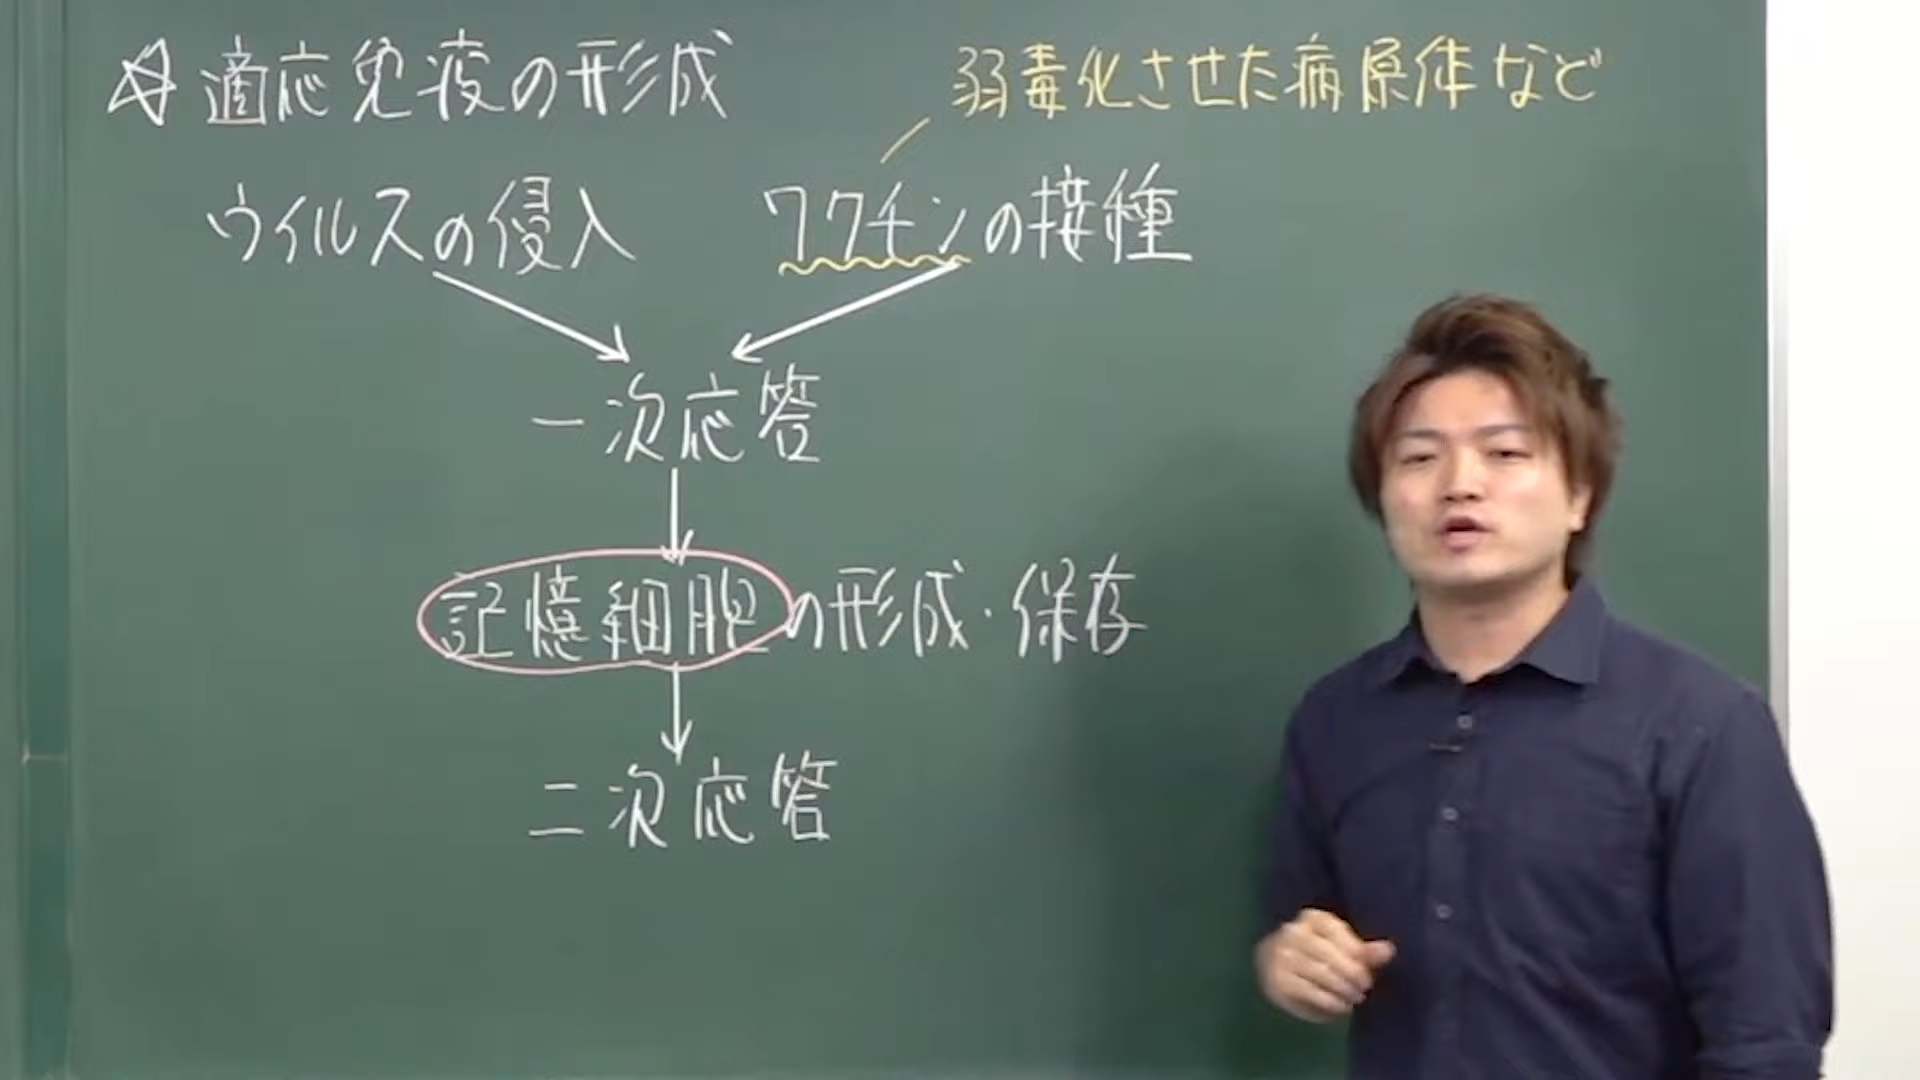 ☆適応免疫の形成
弱毒化させた病原体など
ウイルスの侵入
ワクチンの接種
一次応答
記憶細胞の形成・保存
二次応答